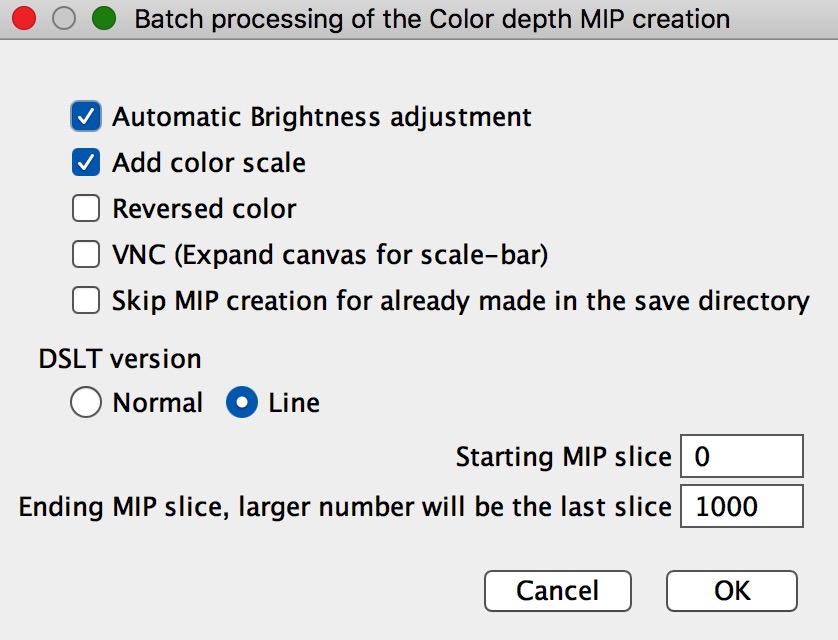 Batch processing of the Color depth MIP creation
Automatic Brightness adjustment
Add color scale
Reversed color
VNC (Expand canvas for scale-bar)
Skip MIP creation for already made in the save directory
DSLT version
Normal Line
Starting MIP slice 0
Ending MIP slice, larger number will be the last slice 1000
Cancel OK